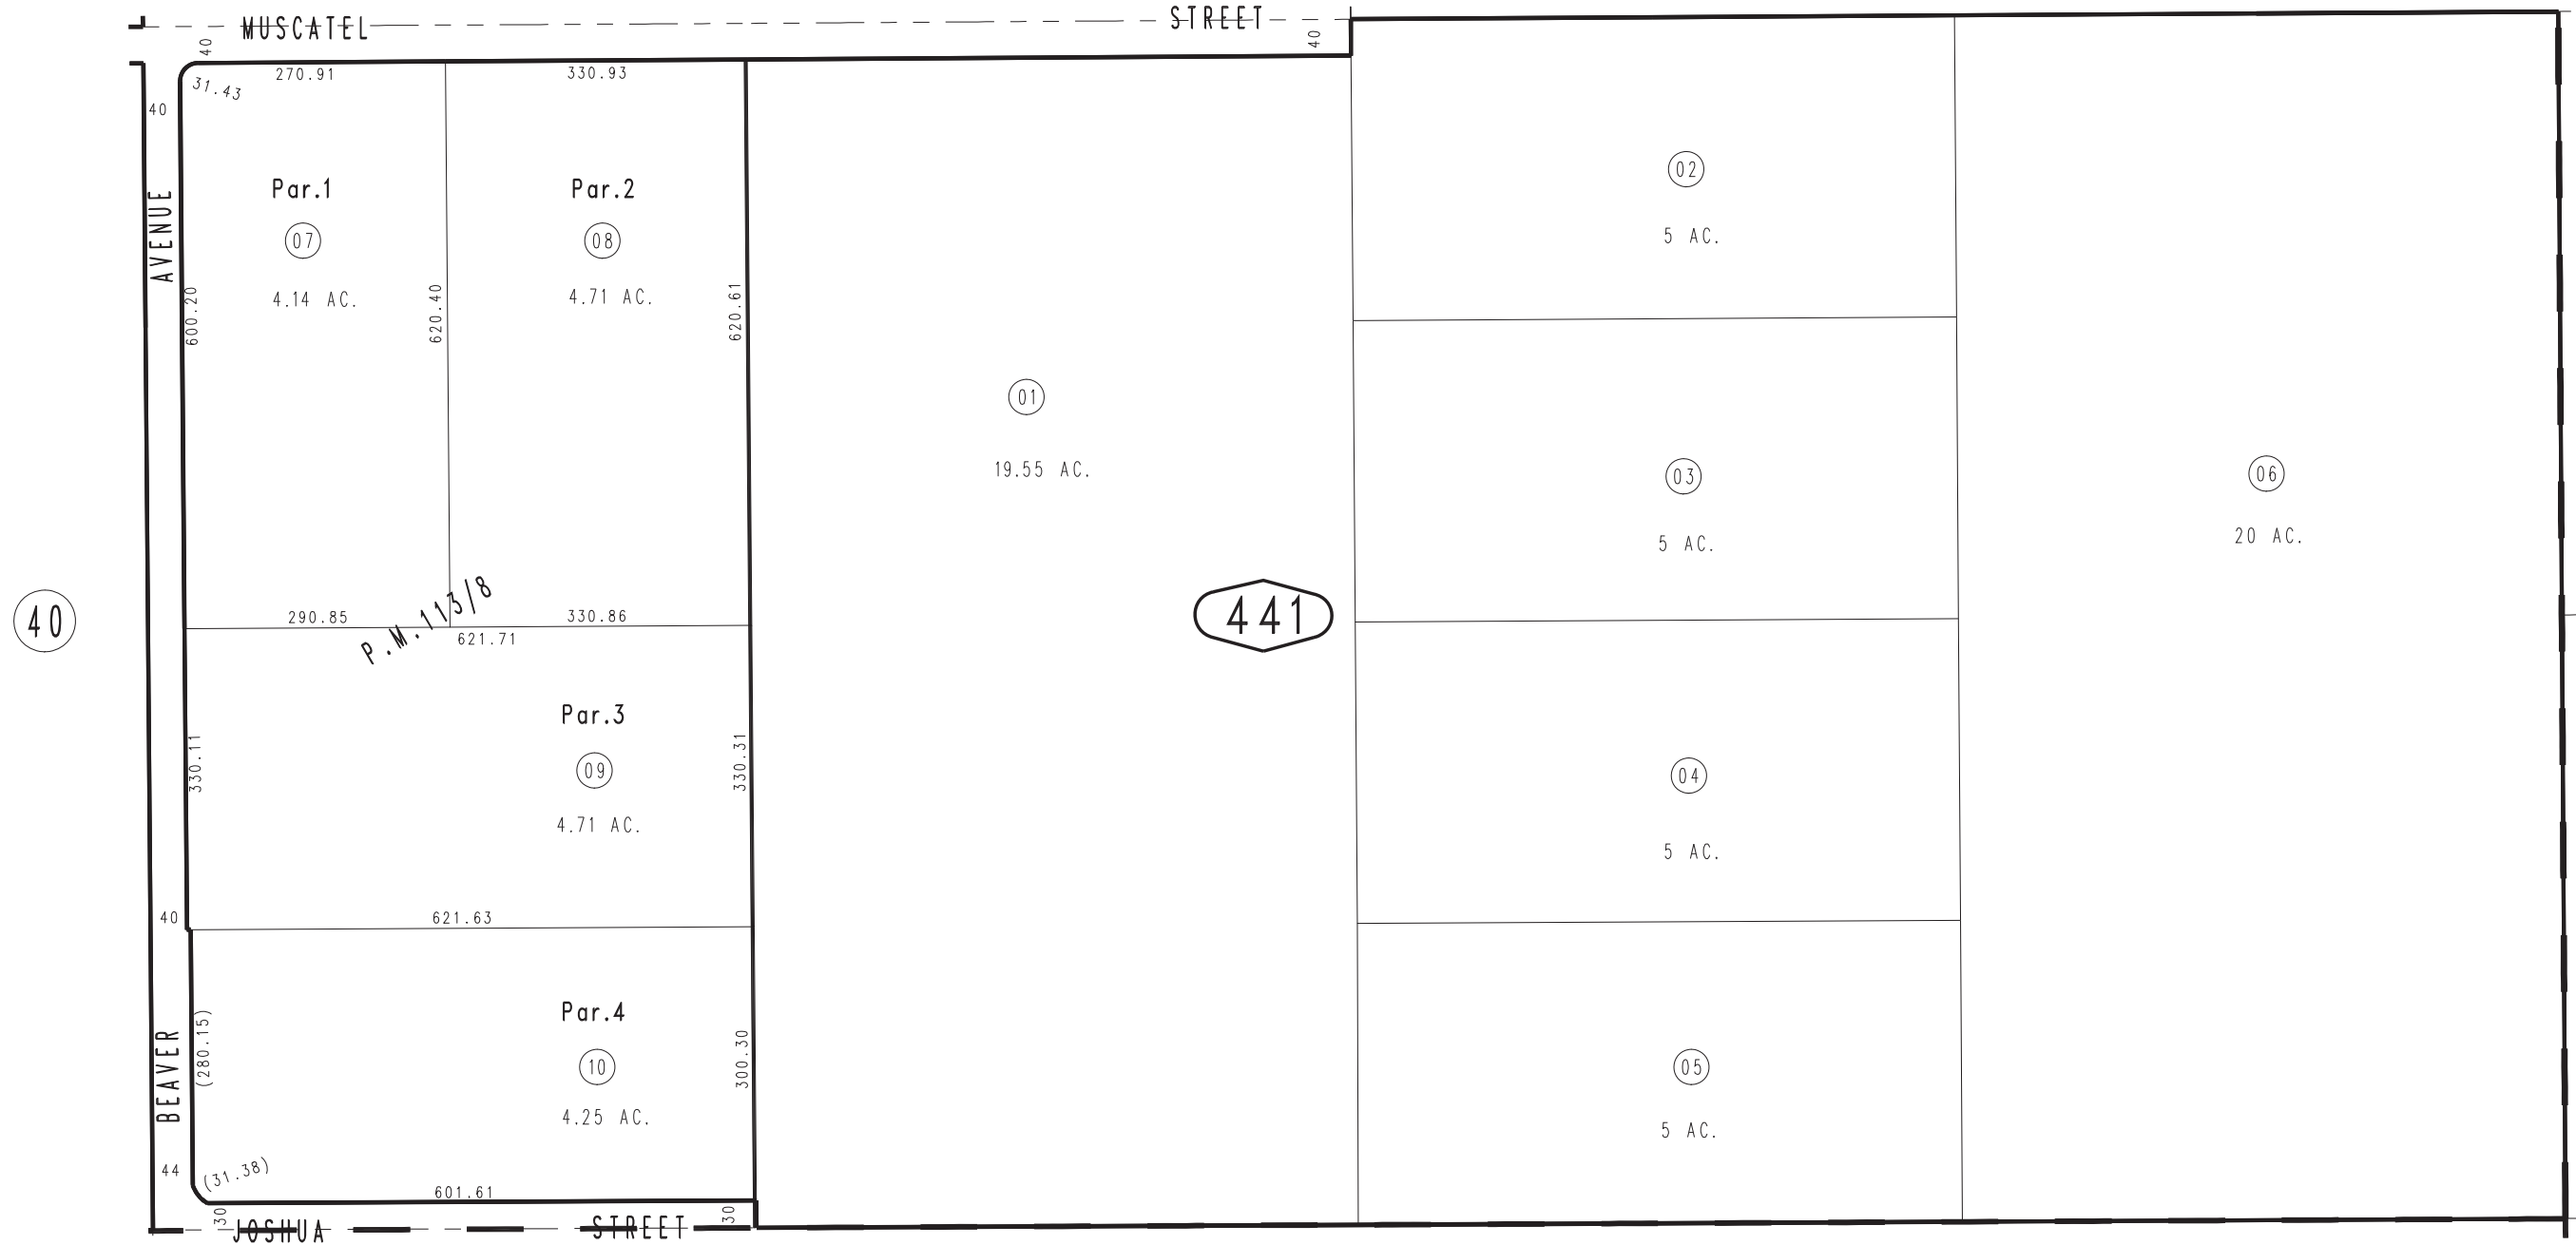 MUSCATEL STREET
40
40
270.91
330.93
31.43
40
Par.1
Par.2
02
AVENUE
07
08
5 AC.
600.20
4.14 AC.
620.40
4.71 AC.
620.61
01
19.55 AC.
03
06
5 AC.
20 AC.
40
290.85
P.M.113/8
330.86
441
621.71
Par.3
330.11
09
330.31
04
4.71 AC.
5 AC.
40
621.63
Par.4
BEAVER
(280.15)
10
300.30
05
4.25 AC.
5 AC.
44
(31.38)
601.61
30
30
JOSHUA STREET